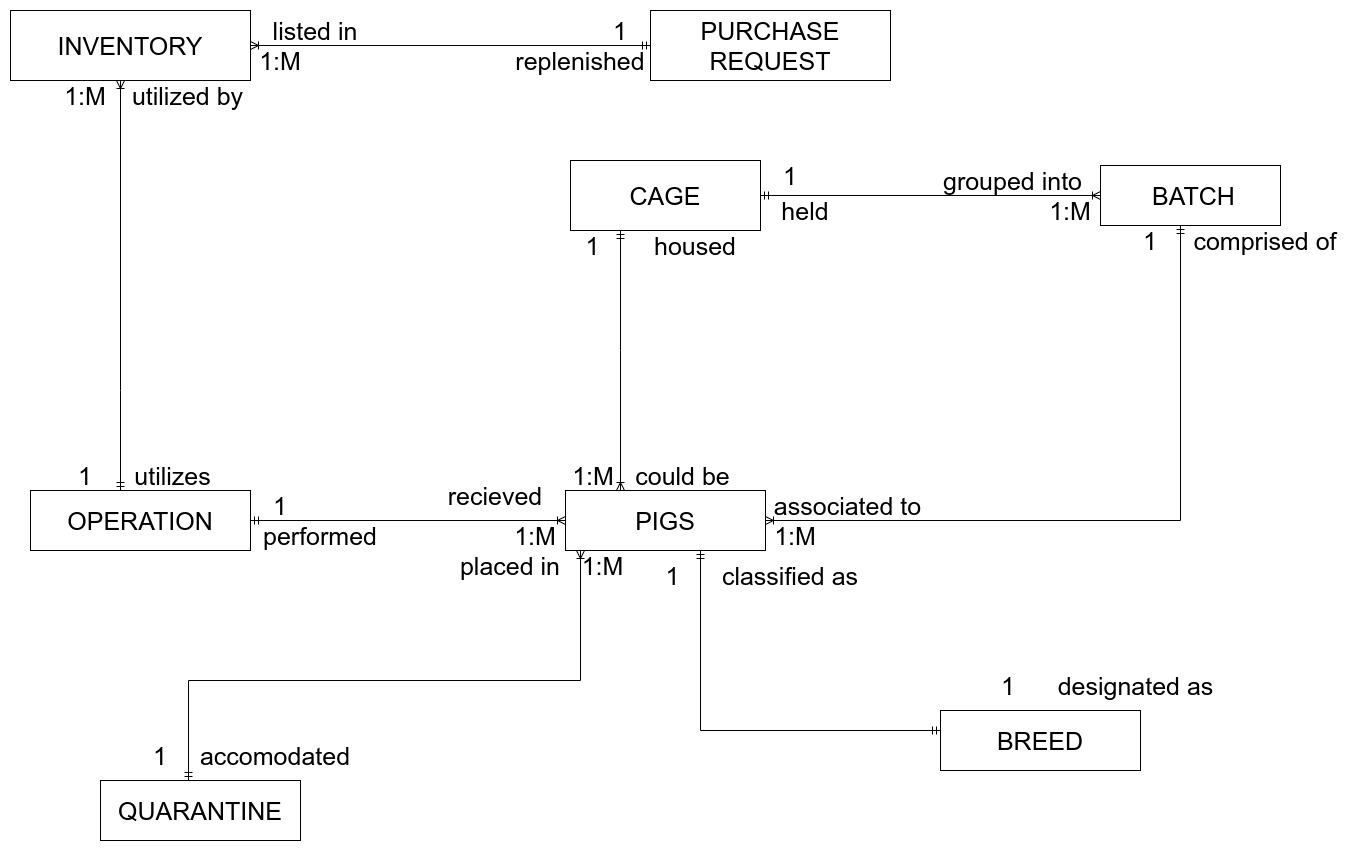 INVENTORY
listed in
1:M
1
replenished
PURCHASE
REQUEST
1:M
utilized by
CAGE
1
held
grouped into
1:M
BATCH
1
housed
1
comprised of
1
utilizes
1:M
could be
OPERATION
1
performed
recieved
1:M
PIGS
associated to
1:M
placed in
1:M
1
classified as
1
designated as
BREED
1
accomodated
QUARANTINE